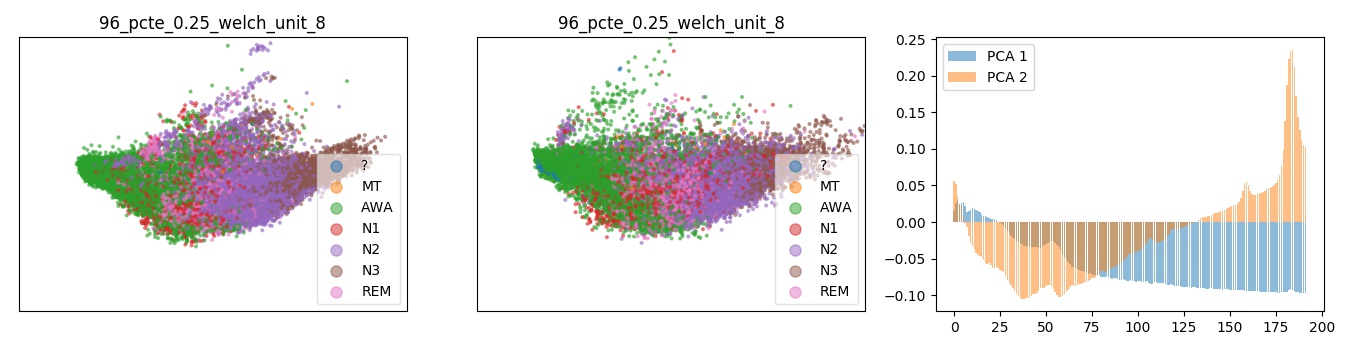 96_pcte_0.25_welch_unit_8
?
MT
AWA
N1
N2
N3
REM
96_pcte_0.25_welch_unit_8
?
MT
AWA
N1
N2
N3
REM
PCA 1
PCA 2
0.25
0.20
0.15
0.10
0.05
0.00
−0.05
−0.10
0 25 50 75 100 125 150 175 200